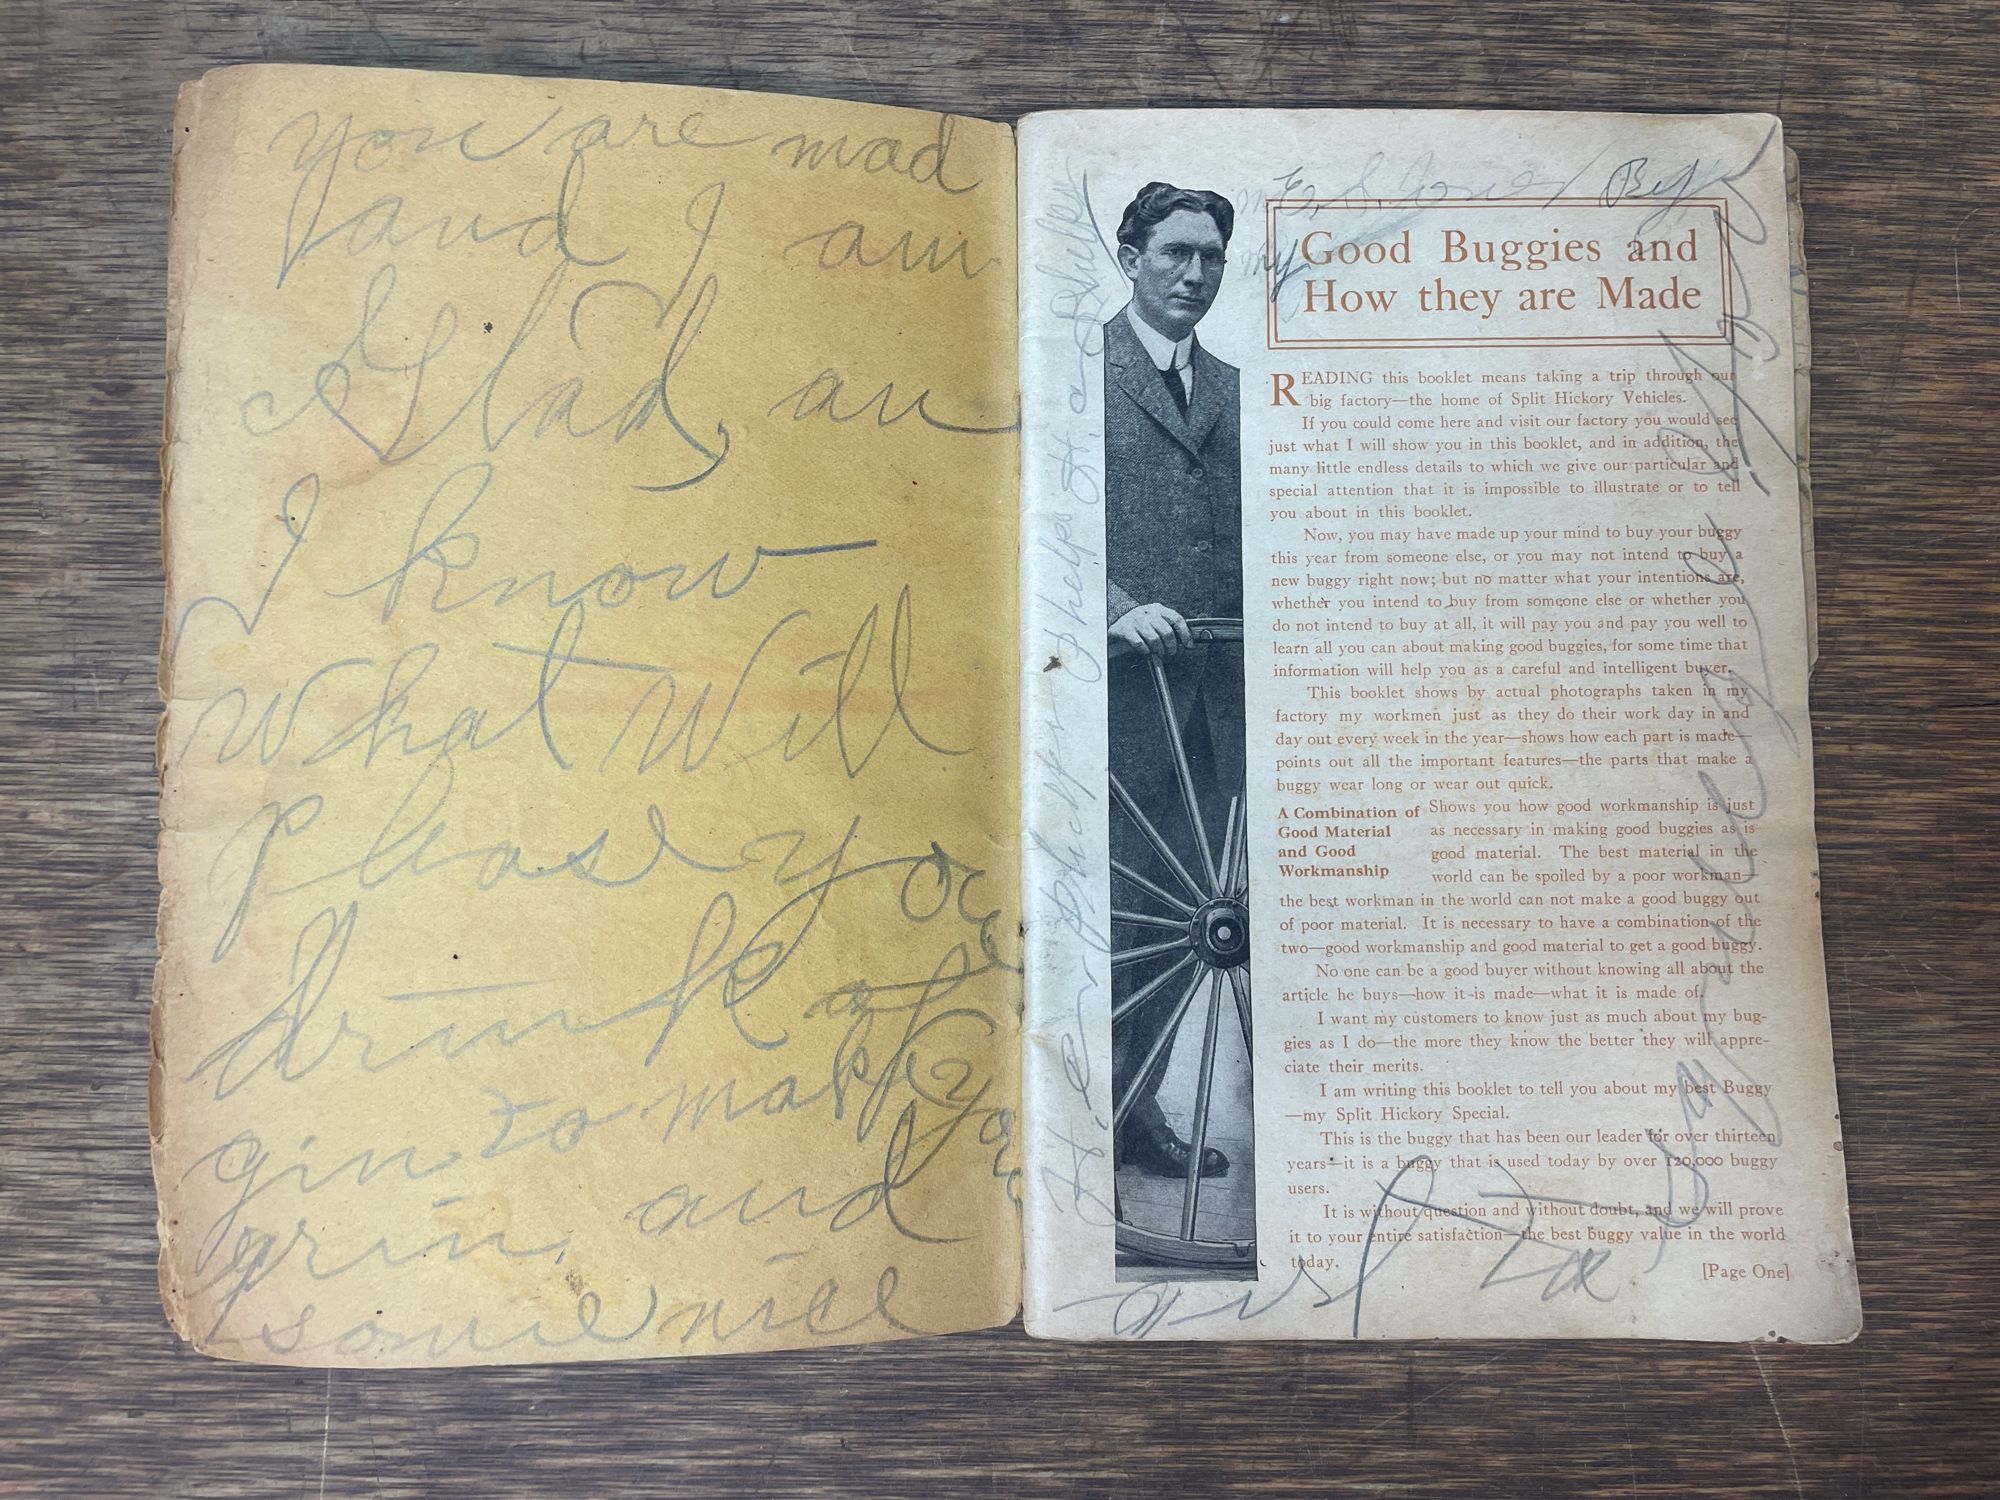 you are mad
and I am
Glad, an
I know
what will
please you
drink of
gin to make you
grin, and
some nice
Good Buggies and
How they are Made
READING this booklet means taking a trip through our
big factory—the home of Split Hickory Vehicles.
If you could come here and visit our factory you would see
just what I will show you in this booklet, and in addition, the
many little endless details to which we give our particular and
special attention that it is impossible to illustrate or to tell
you about in this booklet.
Now, you may have made up your mind to buy your buggy
this year from someone else, or you may not intend to buy a
new buggy right now; but no matter what your intentions are,
whether you intend to buy from someone else or whether you
do not intend to buy at all, it will pay you and pay you well to
learn all you can about making good buggies, for some time that
information will help you as a careful and intelligent buyer.
This booklet shows by actual photographs taken in my
factory my workmen just as they do their work day in and
day out every week in the year—shows how each part is made—
points out all the important features—the parts that make a
buggy wear long or wear out quick.
A Combination of
Good Material
and Good
Workmanship
Shows you how good workmanship is just
as necessary in making good buggies as is
good material. The best material in the
world can be spoiled by a poor workman—
the best workman in the world can not make a good buggy out
of poor material. It is necessary to have a combination of the
two—good workmanship and good material to get a good buggy.
No one can be a good buyer without knowing all about the
article he buys—how it is made—what it is made of.
I want my customers to know just as much about my bug-
gies as I do—the more they know the better they will appre-
ciate their merits.
I am writing this booklet to tell you about my best Buggy
—my Split Hickory Special.
This is the buggy that has been our leader for over thirteen
years—it is a buggy that is used today by over 120,000 buggy
users.
It is without question and without doubt, and we will prove
it to your entire satisfaction—the best buggy value in the world
today.
[Page One]